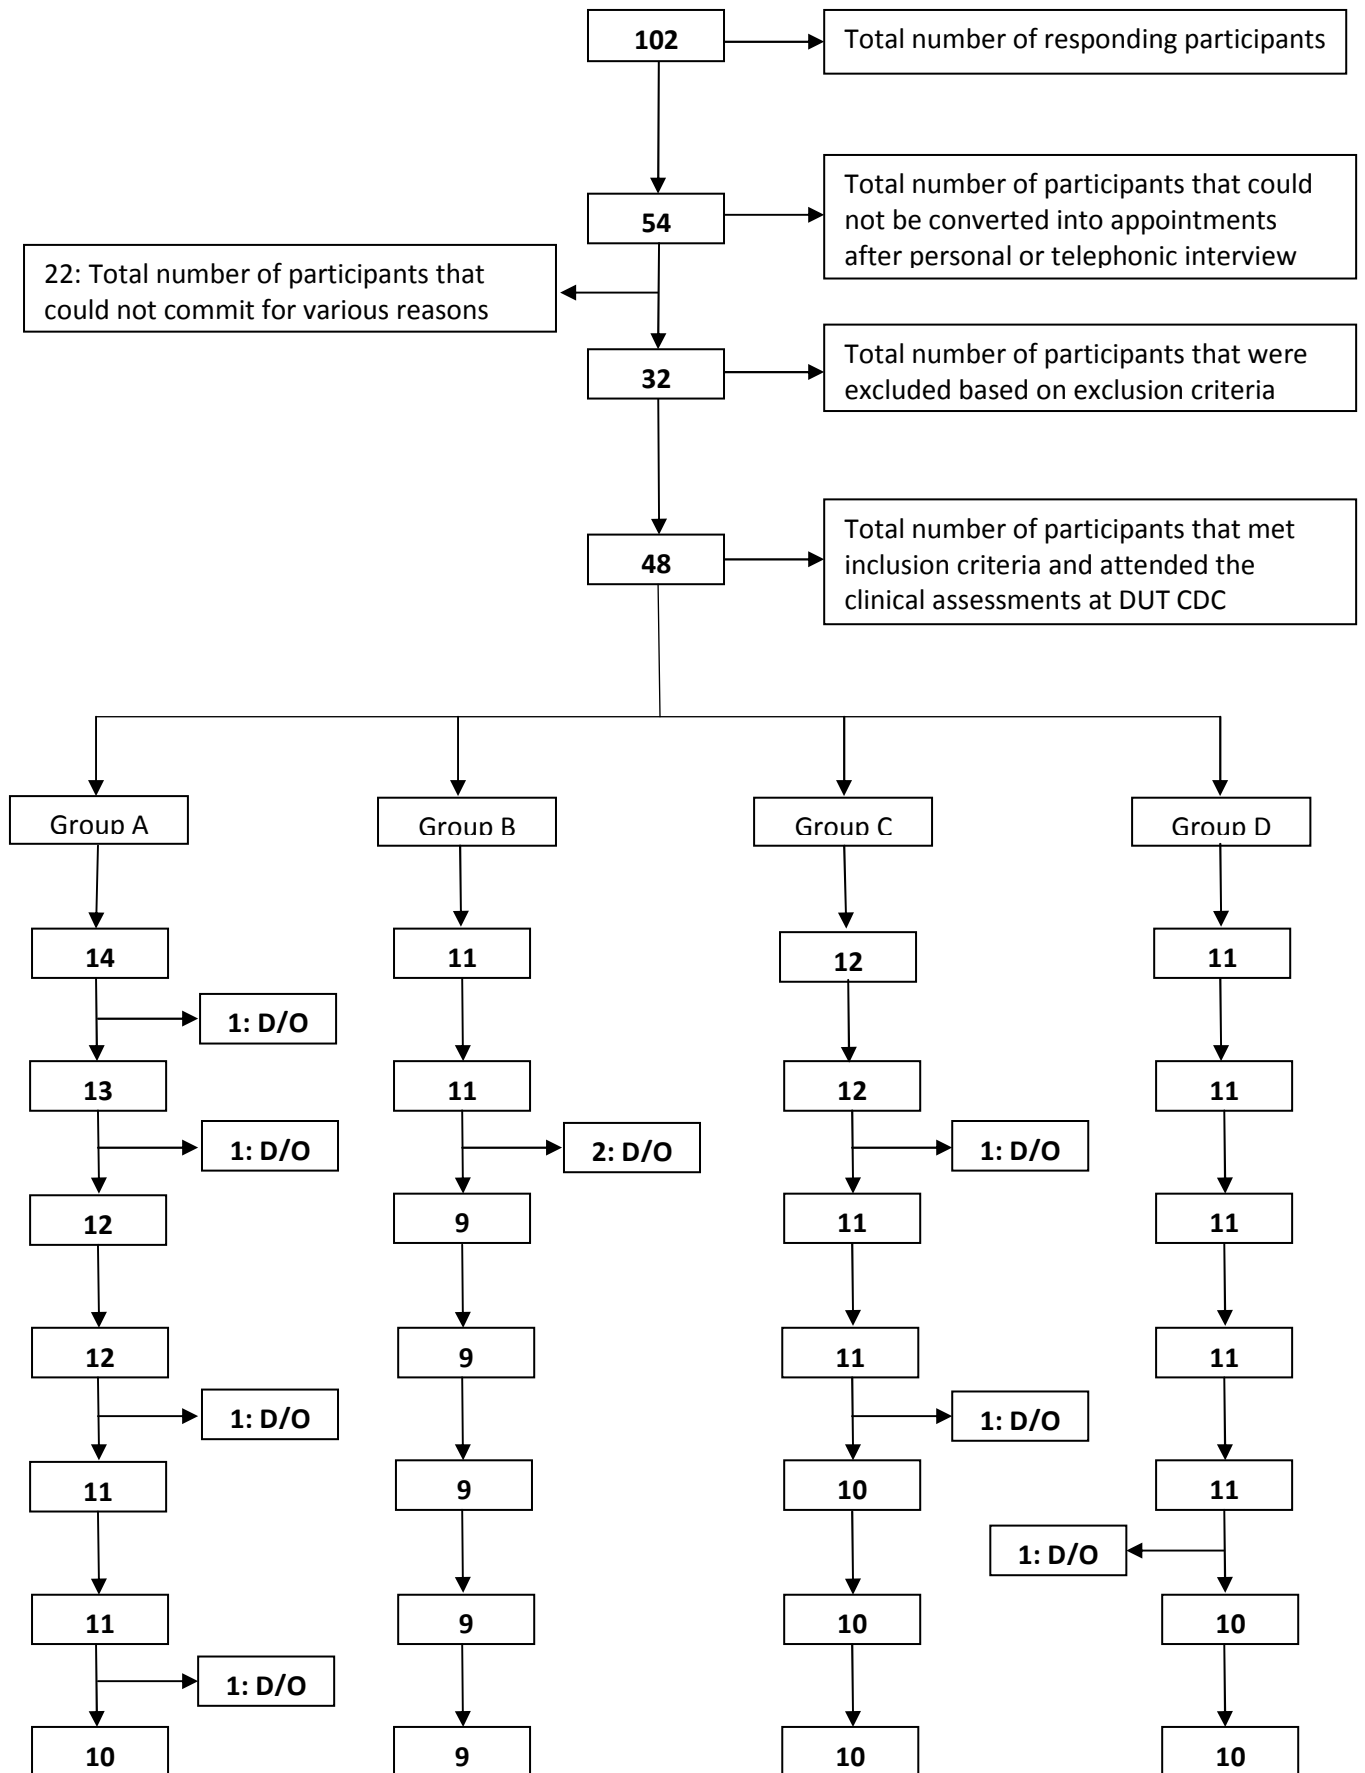 102
Total number of responding participants
54
Total number of participants that could
not be converted into appointments
after personal or telephonic interview
22: Total number of participants that
could not commit for various reasons
32
Total number of participants that were
excluded based on exclusion criteria
48
Total number of participants that met
inclusion criteria and attended the
clinical assessments at DUT CDC
Group A
Group B
Group C
Group D
14
11
12
11
1: D/O
13
11
12
11
1: D/O
2: D/O
1: D/O
12
9
11
11
12
9
11
11
1: D/O
1: D/O
11
9
10
11
1: D/O
11
9
10
10
1: D/O
10
9
10
10